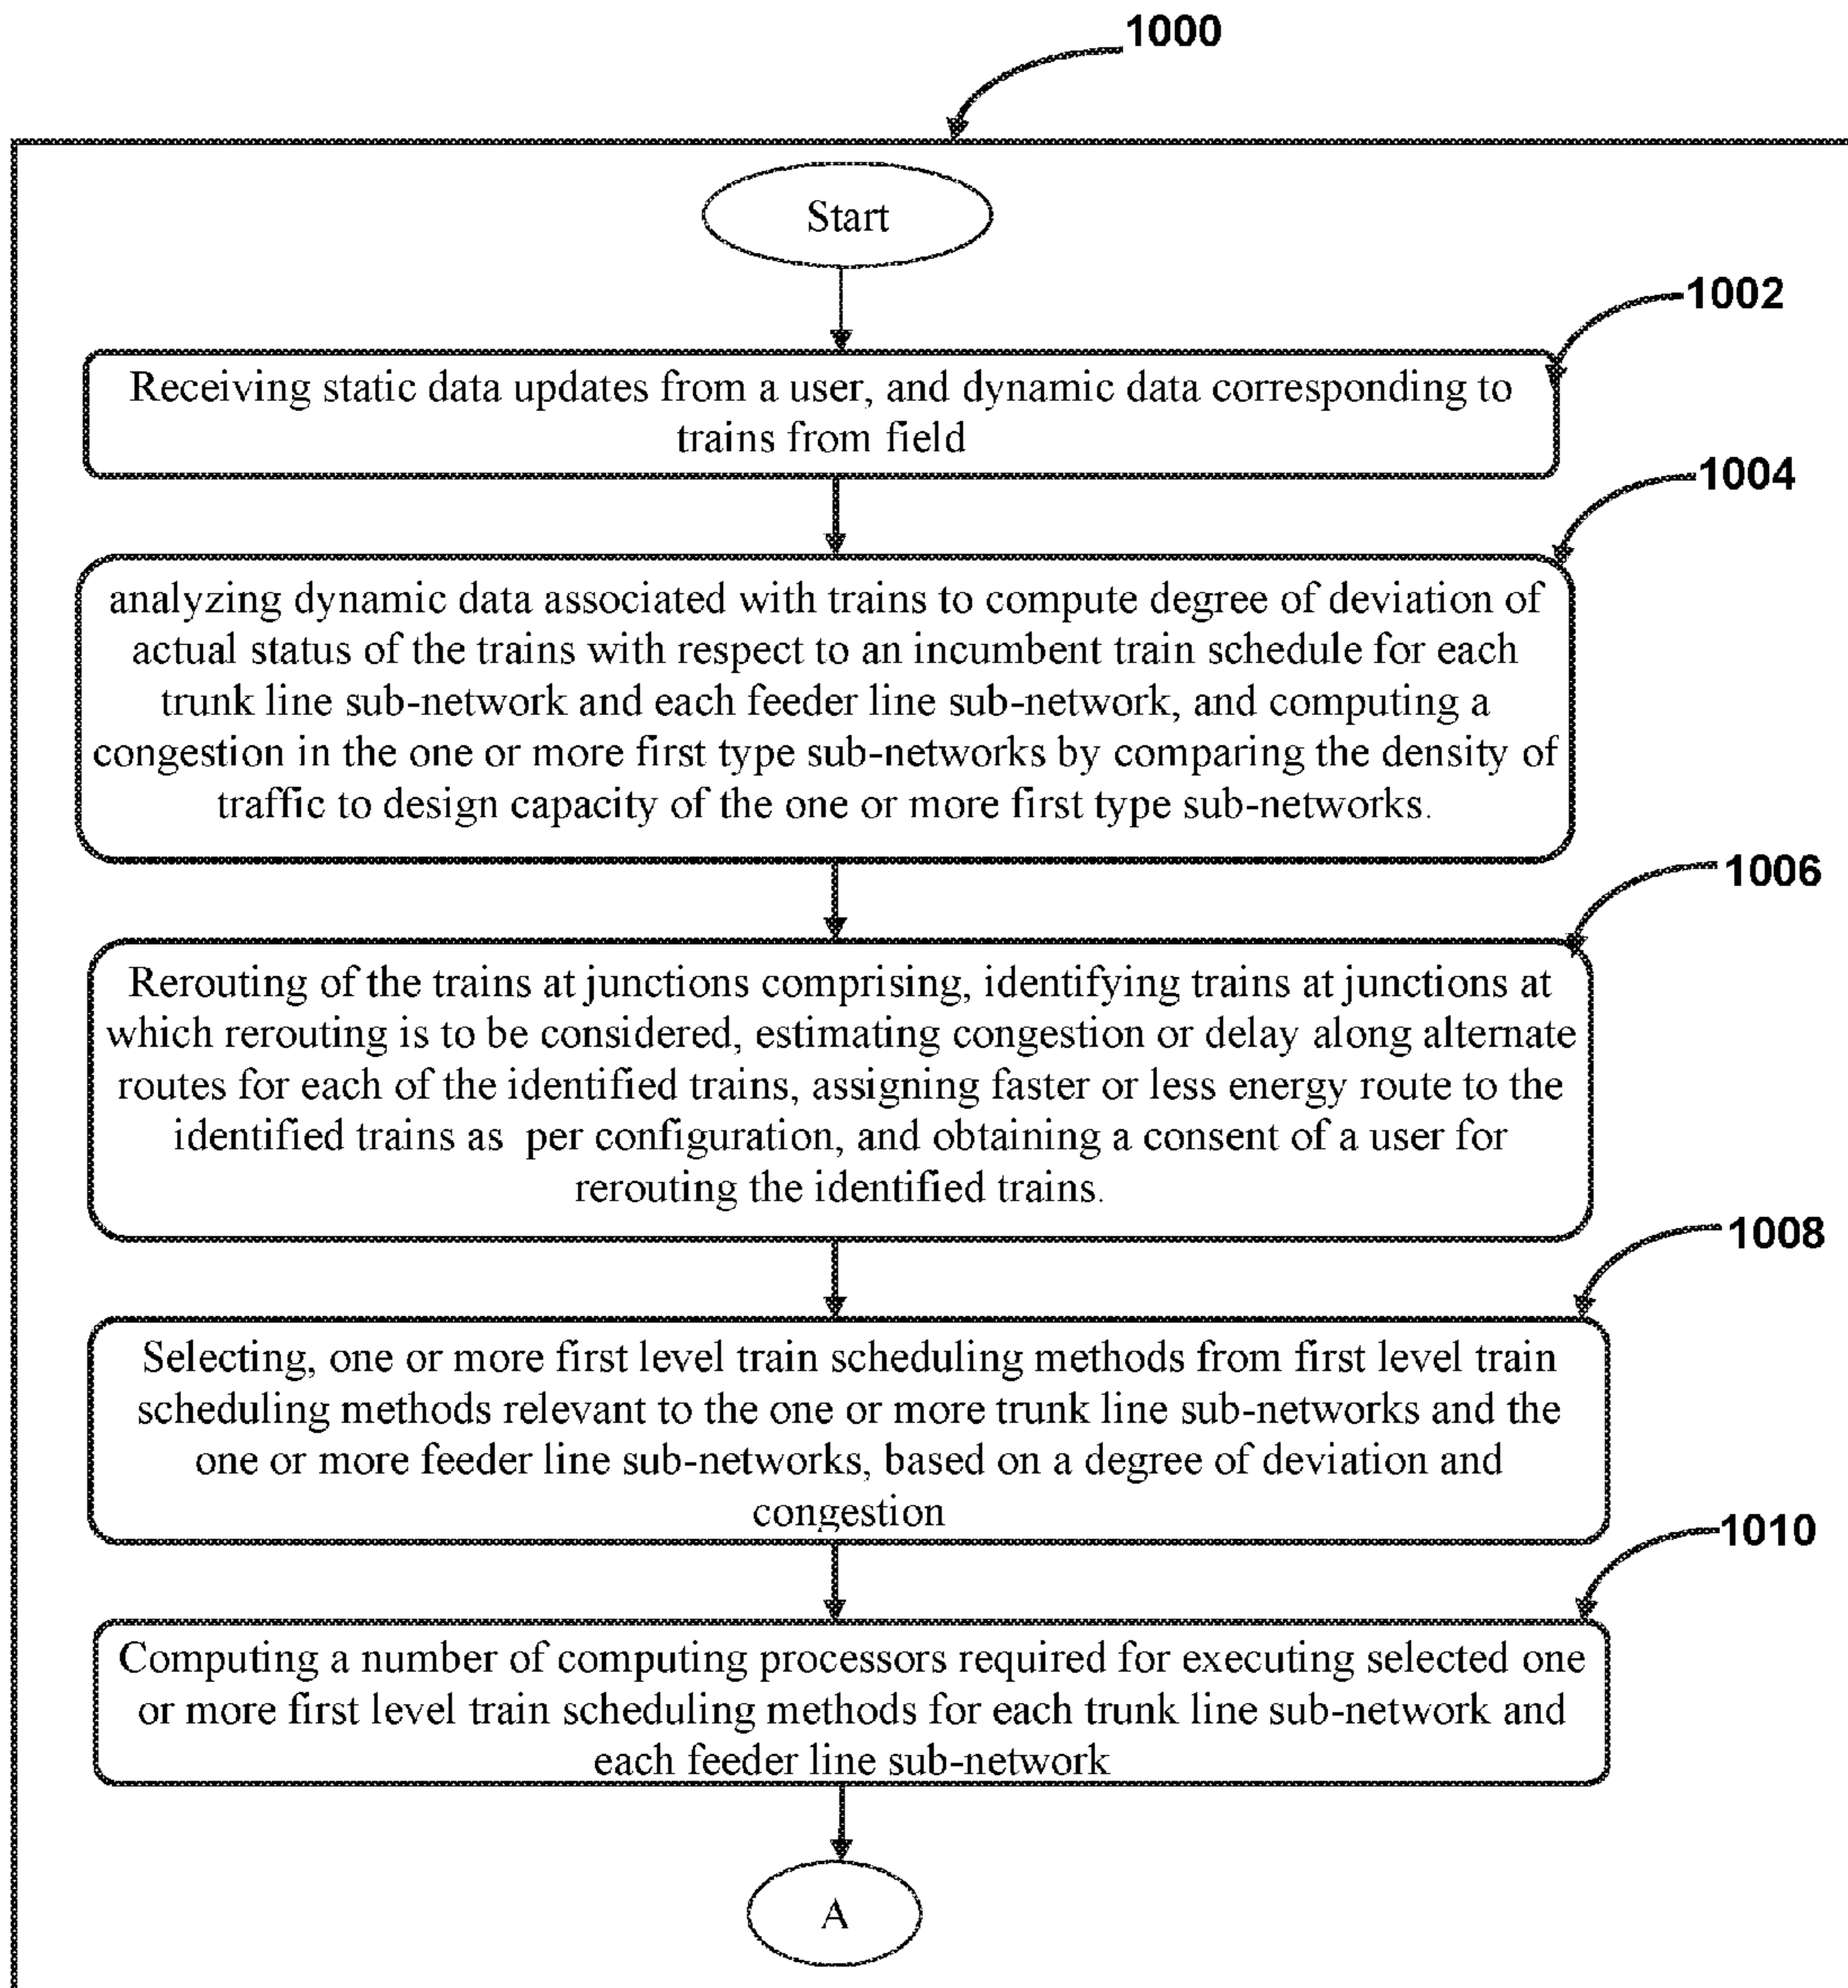 1000
Start
1002
Receiving static data updates from a user, and dynamic data corresponding to
trains from field
1004
analyzing dynamic data associated with trains to compute degree of deviation of
actual status of the trains with respect to an incumbent train schedule for each
trunk line sub-network and each feeder line sub-network, and computing a
congestion in the one or more first type sub-networks by comparing the density of
traffic to design capacity of the one or more first type sub-networks.
1006
Rerouting of the trains at junctions comprising, identifying trains at junctions at
which rerouting is to be considered, estimating congestion or delay along alternate
routes for each of the identified trains, assigning faster or less energy route to the
identified trains as per configuration, and obtaining a consent of a user for
rerouting the identified trains.
1008
Selecting, one or more first level train scheduling methods from first level train
scheduling methods relevant to the one or more trunk line sub-networks and the
one or more feeder line sub-networks, based on a degree of deviation and
congestion
1010
Computing a number of computing processors required for executing selected one
or more first level train scheduling methods for each trunk line sub-network and
each feeder line sub-network
A